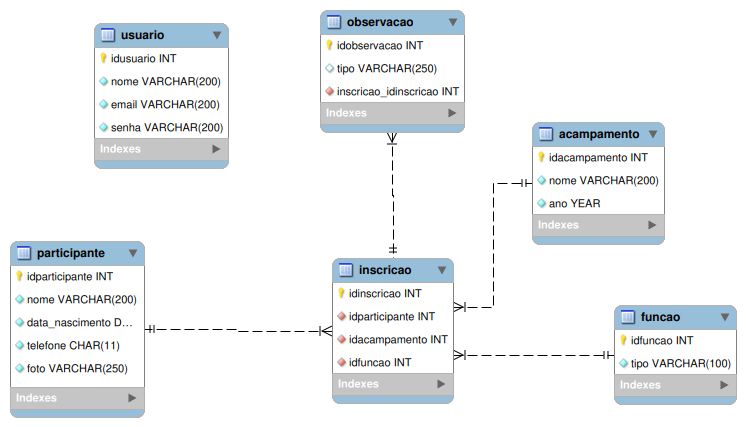 usuario
idusuario INT
nome VARCHAR(200)
email VARCHAR(200)
senha VARCHAR(200)
Indexes
observacao
idobservacao INT
tipo VARCHAR(250)
inscricao_idinscricao INT
Indexes
acampamento
idacampamento INT
nome VARCHAR(200)
ano YEAR
Indexes
participante
idparticipante INT
nome VARCHAR(200)
data_nascimento D...
telefone CHAR(11)
foto VARCHAR(250)
Indexes
inscricao
idinscricao INT
idparticipante INT
idacampamento INT
idfuncao INT
Indexes
funcao
idfuncao INT
tipo VARCHAR(100)
Indexes